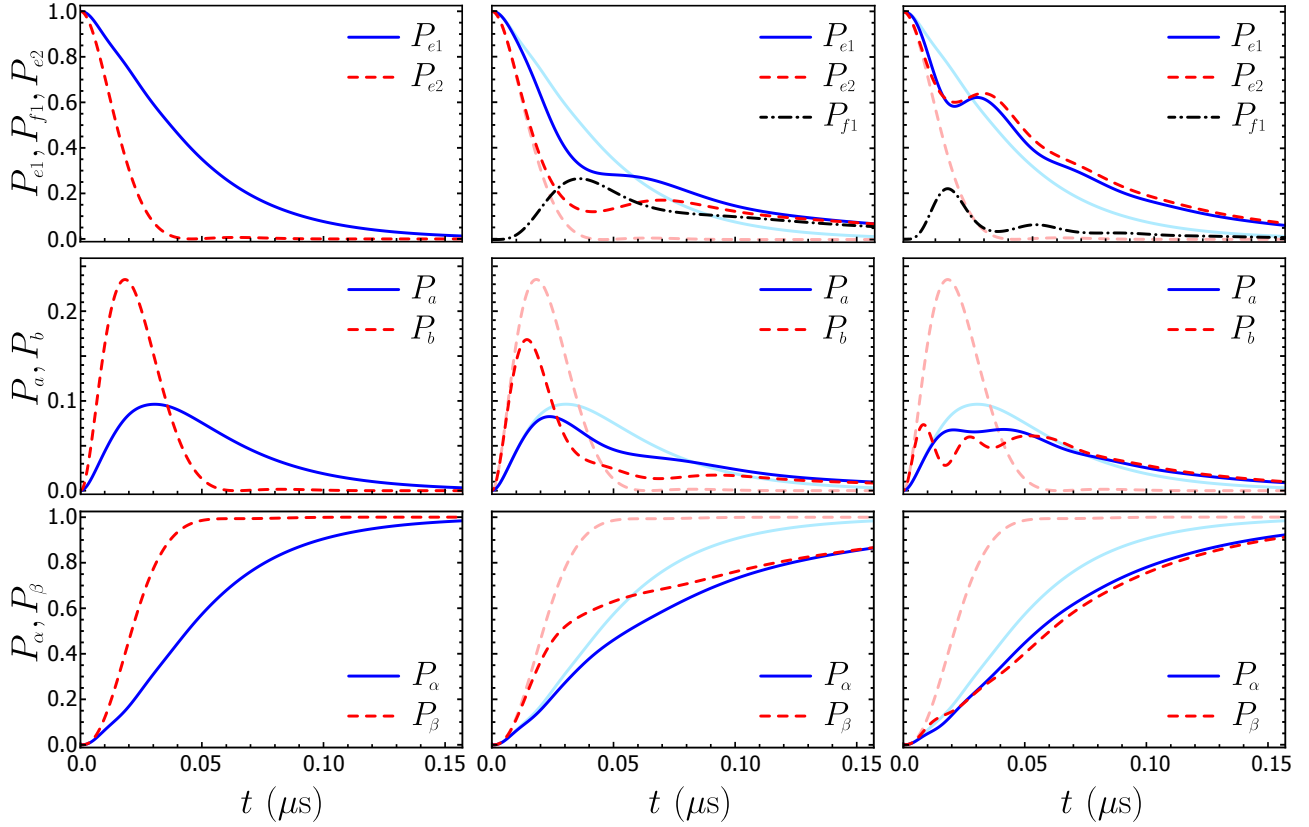 P_{e1}, P_{f1}, P_{e2}
1.0
0.8
0.6
0.4
0.2
0.0
P_{e1}
P_{e2}
P_{e1}
P_{e2}
P_{f1}
P_{e1}
P_{e2}
P_{f1}
P_a, P_b
0.2
0.1
0.0
P_a
P_b
P_a
P_b
P_a
P_b
P_α, P_β
1.0
0.8
0.6
0.4
0.2
0.0
P_α
P_β
P_α
P_β
P_α
P_β
0.0 0.05 0.10 0.15
0.0 0.05 0.10 0.15
0.0 0.05 0.10 0.15
t (μs)
t (μs)
t (μs)